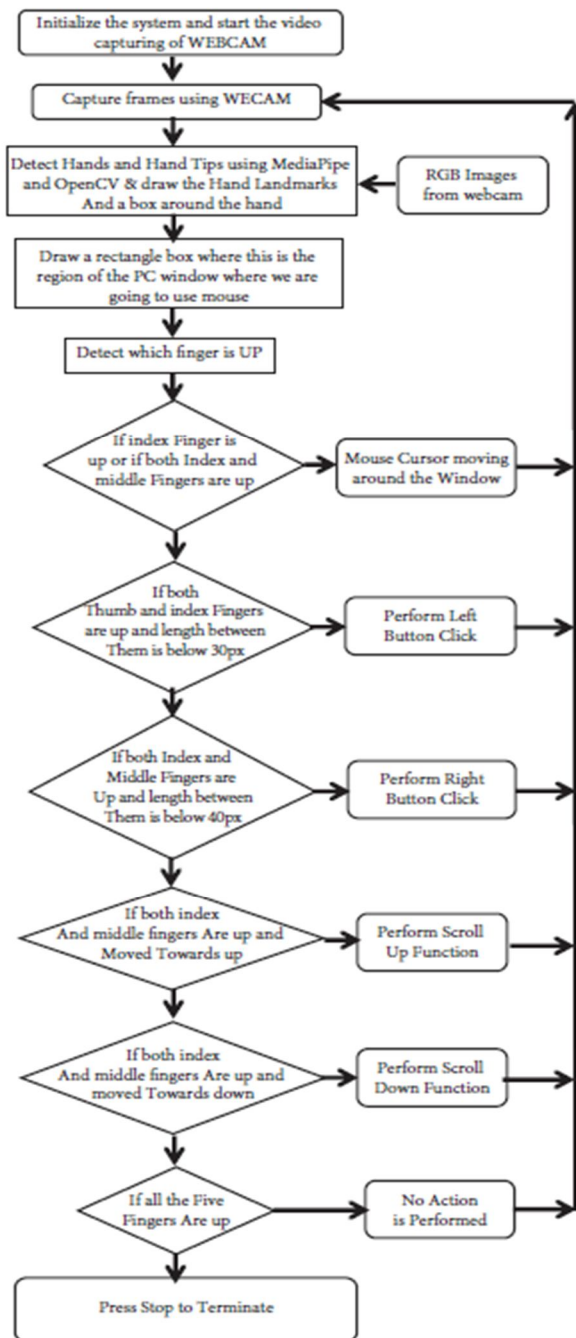 Initialize the system and start the video
capturing of WEBCAM
Capture frames using WECAM
Detect Hands and Hand Tips using MediaPipe
and OpenCV & draw the Hand Landmarks
And a box around the hand
RGB Images
from webcam
Draw a rectangle box where this is the
region of the PC window where we are
going to use mouse
Detect which finger is UP
If index Finger is
up or if both Index and
middle Fingers are up
Mouse Cursor moving
around the Window
If both
Thumb and index Fingers
are up and length between
Them is below 30px
Perform Left
Button Click
If both Index and
Middle Fingers are
Up and length between
Them is below 40px
Perform Right
Button Click
If both index
And middle fingers Are up and
Moved Towards up
Perform Scroll
Up Function
If both index
And middle fingers Are up and
moved Towards down
Perform Scroll
Down Function
If all the Five
Fingers Are up
No Action
is Performed
Press Stop to Terminate